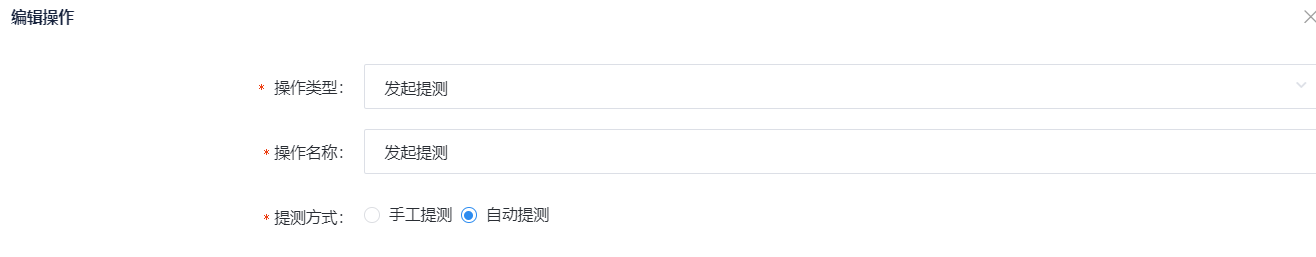 编辑操作
* 操作类型：
发起提测
* 操作名称：
发起提测
* 提测方式：
手工提测 自动提测